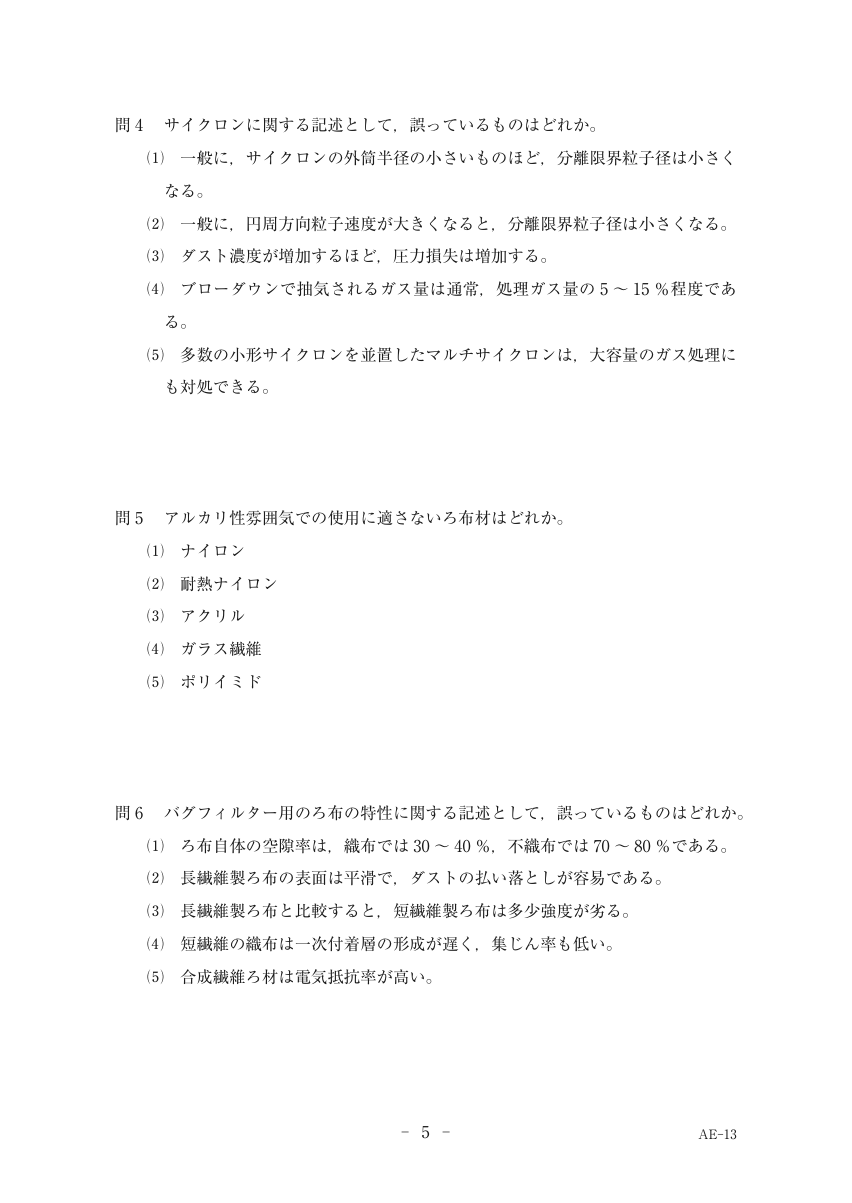 問4　サイクロンに関する記述として，誤っているものはどれか。
⑴　一般に，サイクロンの外筒半径の小さいものほど，分離限界粒子径は小さく
なる。
⑵　一般に，円周方向粒子速度が大きくなると，分離限界粒子径は小さくなる。
⑶　ダスト濃度が増加するほど，圧力損失は増加する。
⑷　ブローダウンで抽気されるガス量は通常，処理ガス量の 5 ～ 15 %程度であ
る。
⑸　多数の小形サイクロンを並置したマルチサイクロンは，大容量のガス処理に
も対処できる。
問5　アルカリ性雰囲気での使用に適さないろ布材はどれか。
⑴　ナイロン
⑵　耐熱ナイロン
⑶　アクリル
⑷　ガラス繊維
⑸　ポリイミド
問6　バグフィルター用のろ布の特性に関する記述として，誤っているものはどれか。
⑴　ろ布自体の空隙率は，織布では 30 ～ 40 %，不織布では 70 ～ 80 %である。
⑵　長繊維製ろ布の表面は平滑で，ダストの払い落としが容易である。
⑶　長繊維製ろ布と比較すると，短繊維製ろ布は多少強度が劣る。
⑷　短繊維の織布は一次付着層の形成が遅く，集じん率も低い。
⑸　合成繊維ろ材は電気抵抗率が高い。
- 5 -
AE-13